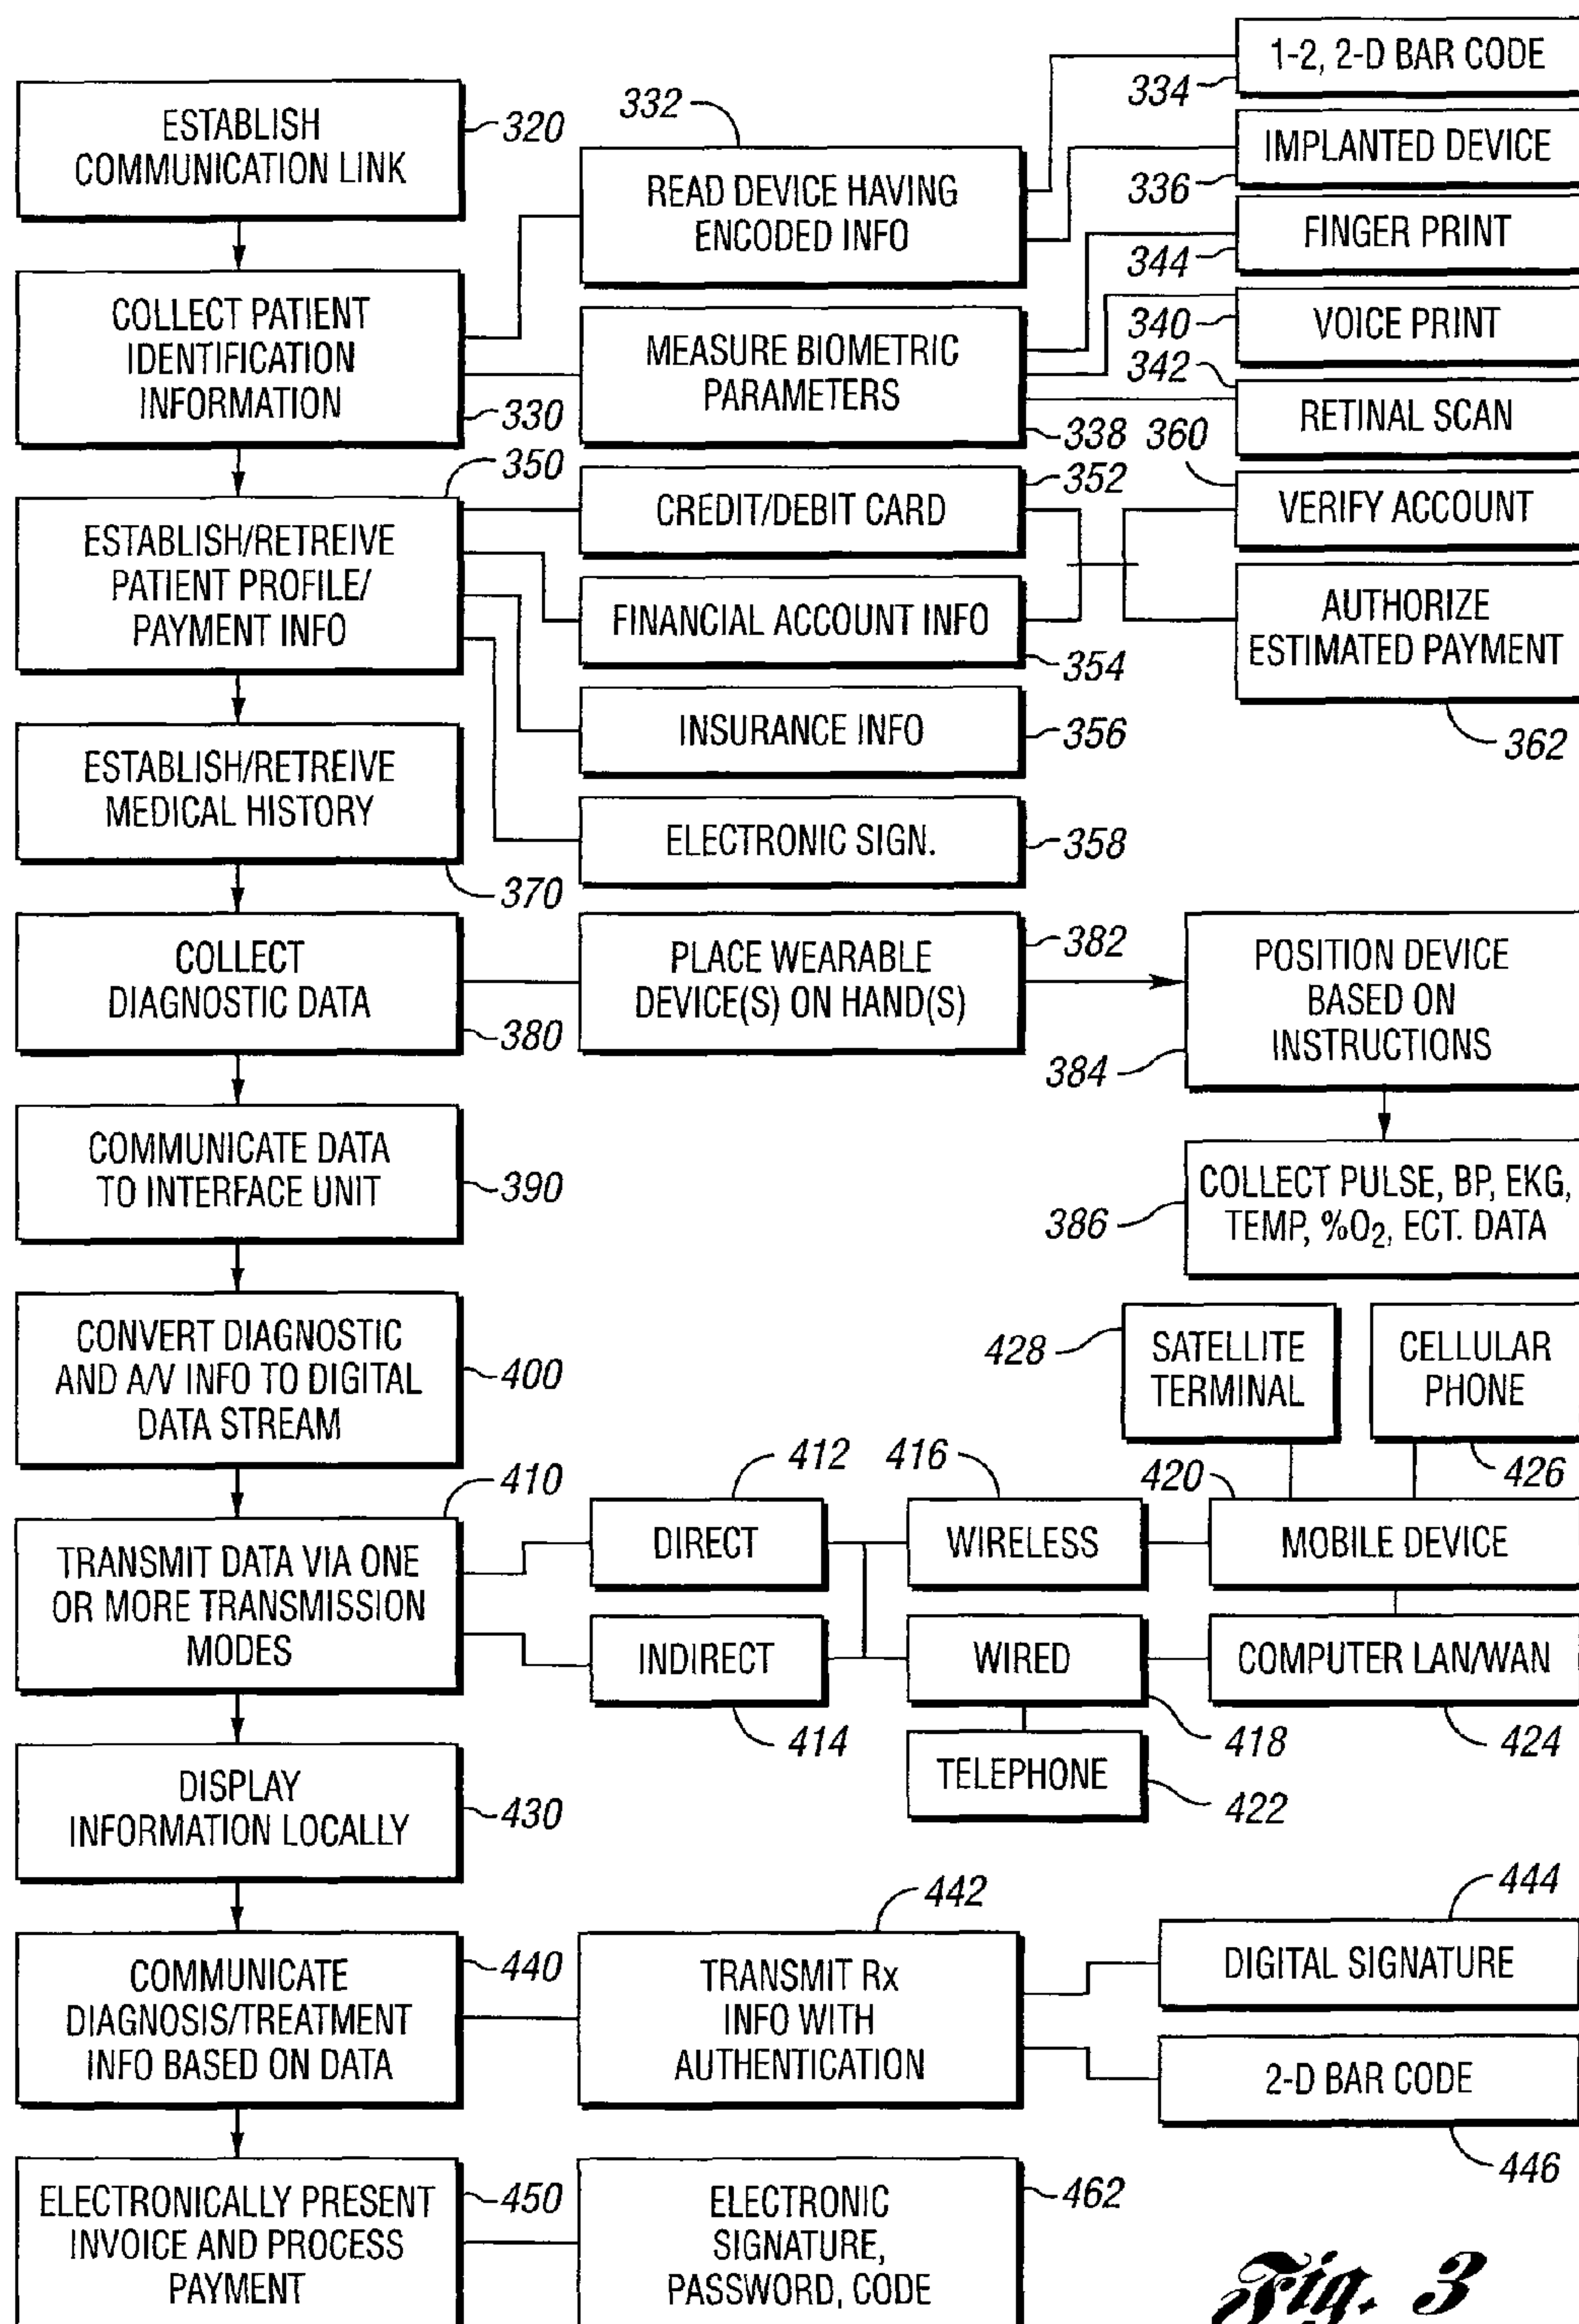 1-2, 2-D BAR CODE
334
ESTABLISH
COMMUNICATION LINK
320
332
READ DEVICE HAVING
ENCODED INFO
IMPLANTED DEVICE
336
FINGER PRINT
344
COLLECT PATIENT
IDENTIFICATION
INFORMATION
330
MEASURE BIOMETRIC
PARAMETERS
338
VOICE PRINT
340
342
RETINAL SCAN
350
ESTABLISH/RETREIVE
PATIENT PROFILE/
PAYMENT INFO
CREDIT/DEBIT CARD
352
360
VERIFY ACCOUNT
FINANCIAL ACCOUNT INFO
354
AUTHORIZE
ESTIMATED PAYMENT
362
INSURANCE INFO
356
ESTABLISH/RETREIVE
MEDICAL HISTORY
370
ELECTRONIC SIGN.
358
COLLECT
DIAGNOSTIC DATA
380
PLACE WEARABLE
DEVICE(S) ON HAND(S)
382
POSITION DEVICE
BASED ON
INSTRUCTIONS
384
COMMUNICATE DATA
TO INTERFACE UNIT
390
COLLECT PULSE, BP, EKG,
TEMP, %O₂, ECT. DATA
386
CONVERT DIAGNOSTIC
AND A/V INFO TO DIGITAL
DATA STREAM
400
428
SATELLITE
TERMINAL
CELLULAR
PHONE
426
410
TRANSMIT DATA VIA ONE
OR MORE TRANSMISSION
MODES
412
DIRECT
416
WIRELESS
420
MOBILE DEVICE
INDIRECT
414
WIRED
418
COMPUTER LAN/WAN
424
TELEPHONE
422
DISPLAY
INFORMATION LOCALLY
430
COMMUNICATE
DIAGNOSIS/TREATMENT
INFO BASED ON DATA
440
442
TRANSMIT Rx
INFO WITH
AUTHENTICATION
444
DIGITAL SIGNATURE
2-D BAR CODE
446
ELECTRONICALLY PRESENT
INVOICE AND PROCESS
PAYMENT
450
ELECTRONIC
SIGNATURE,
PASSWORD, CODE
462
Fig. 3